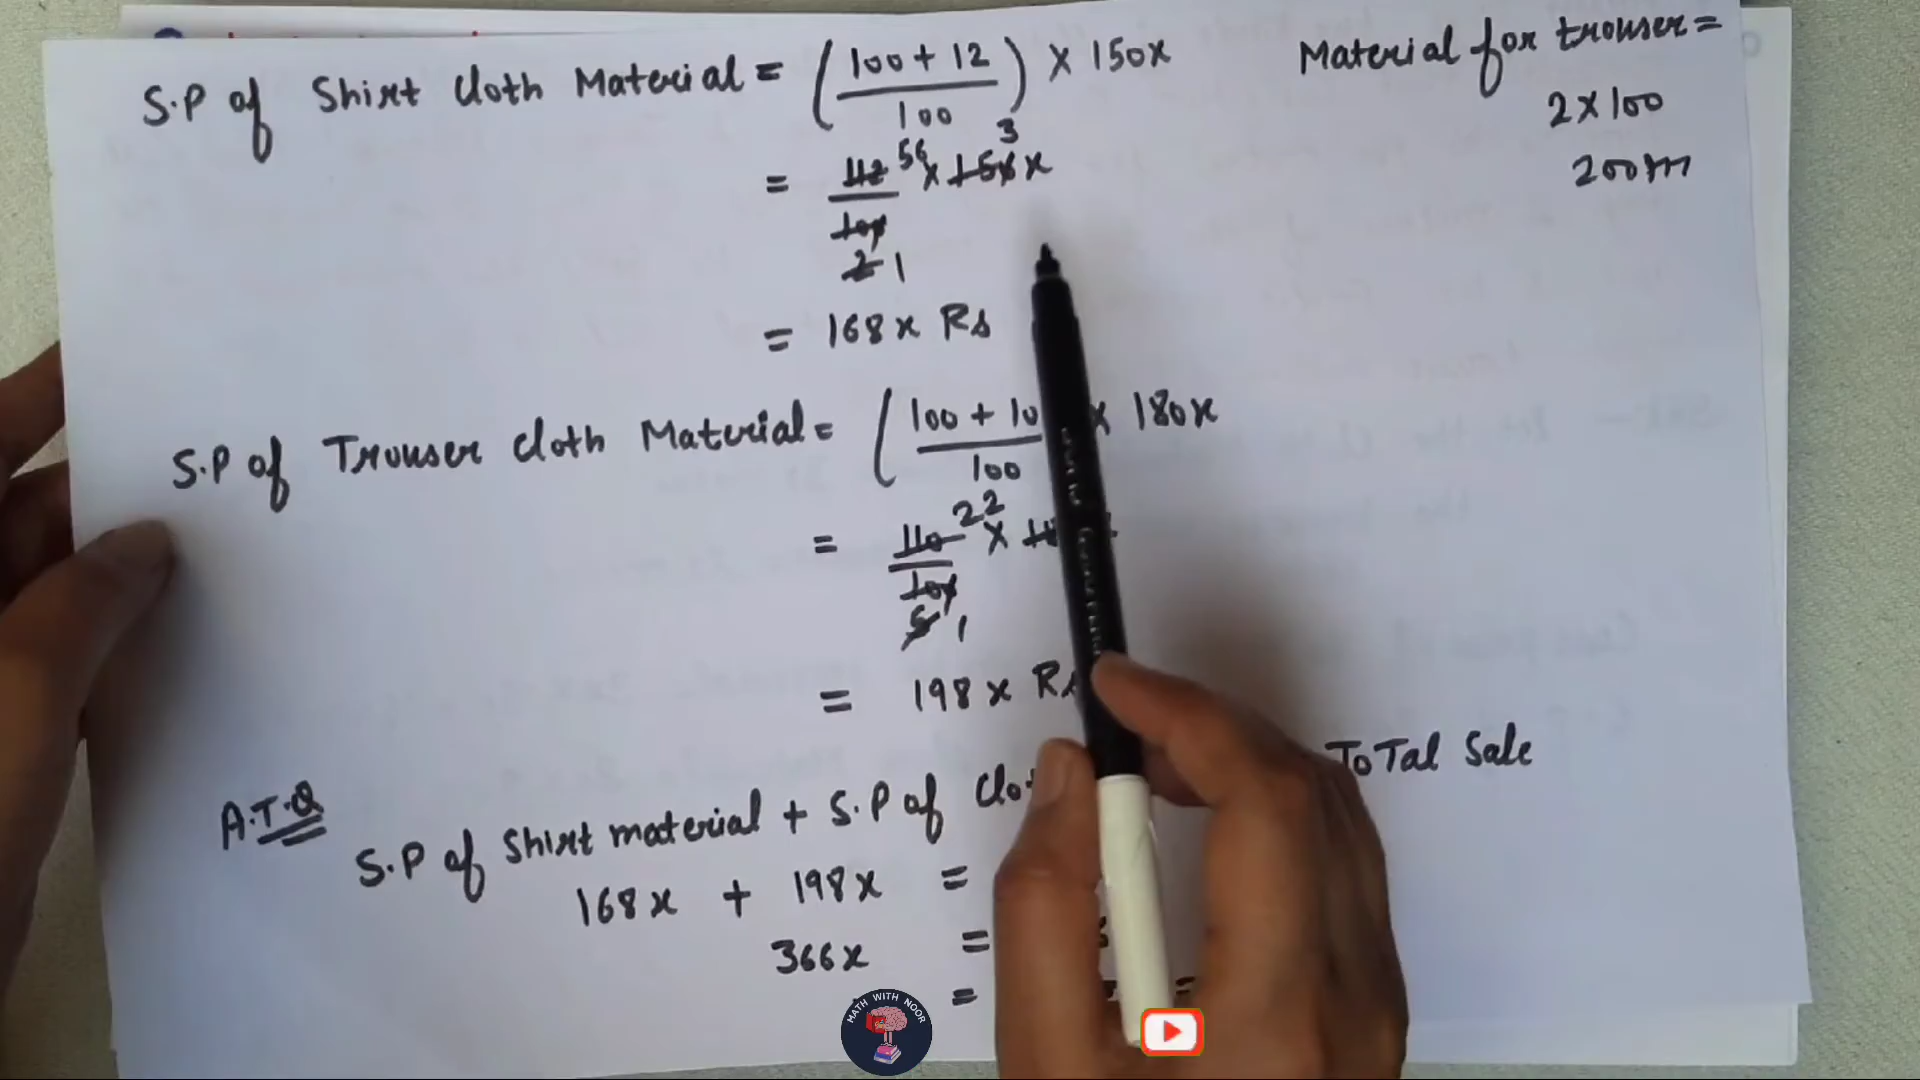 S.P of Shirt Cloth Material = (100 + 12 / 100) × 150x
= 112/100 56 × 150x 3
2 1
= 168x Rs
S.P of Trouser Cloth Material = (100 + 10 / 100 × 180x
= 110/100 22 ×
5 1
= 198x Rs
A.T.Q
S.P of Shirt material + S.P of Total Sale
168x + 198x =
366x =
=
Material for trouser =
2 × 100
200m
MATH WITH NOOR